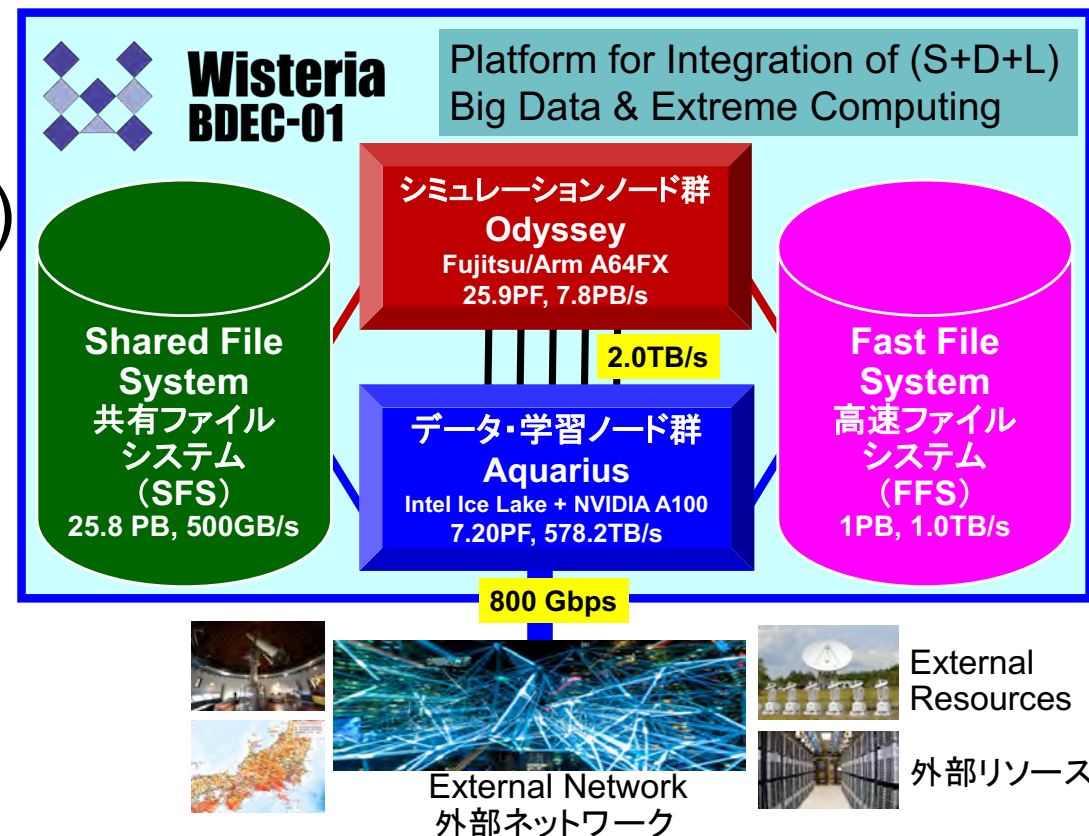 Wisteria
BDEC-01
Platform for Integration of (S+D+L)
Big Data & Extreme Computing
シミュレーションノード群
Odyssey
Fujitsu/Arm A64FX
25.9PF, 7.8PB/s
)
2.0TB/s
Shared File
System
共有ファイル
システム
（SFS）
25.8 PB, 500GB/s
データ・学習ノード群
Aquarius
Intel Ice Lake + NVIDIA A100
7.20PF, 578.2TB/s
Fast File
System
高速ファイル
システム
（FFS）
1PB, 1.0TB/s
800 Gbps
External
Resources
外部リソース
External Network
外部ネットワーク